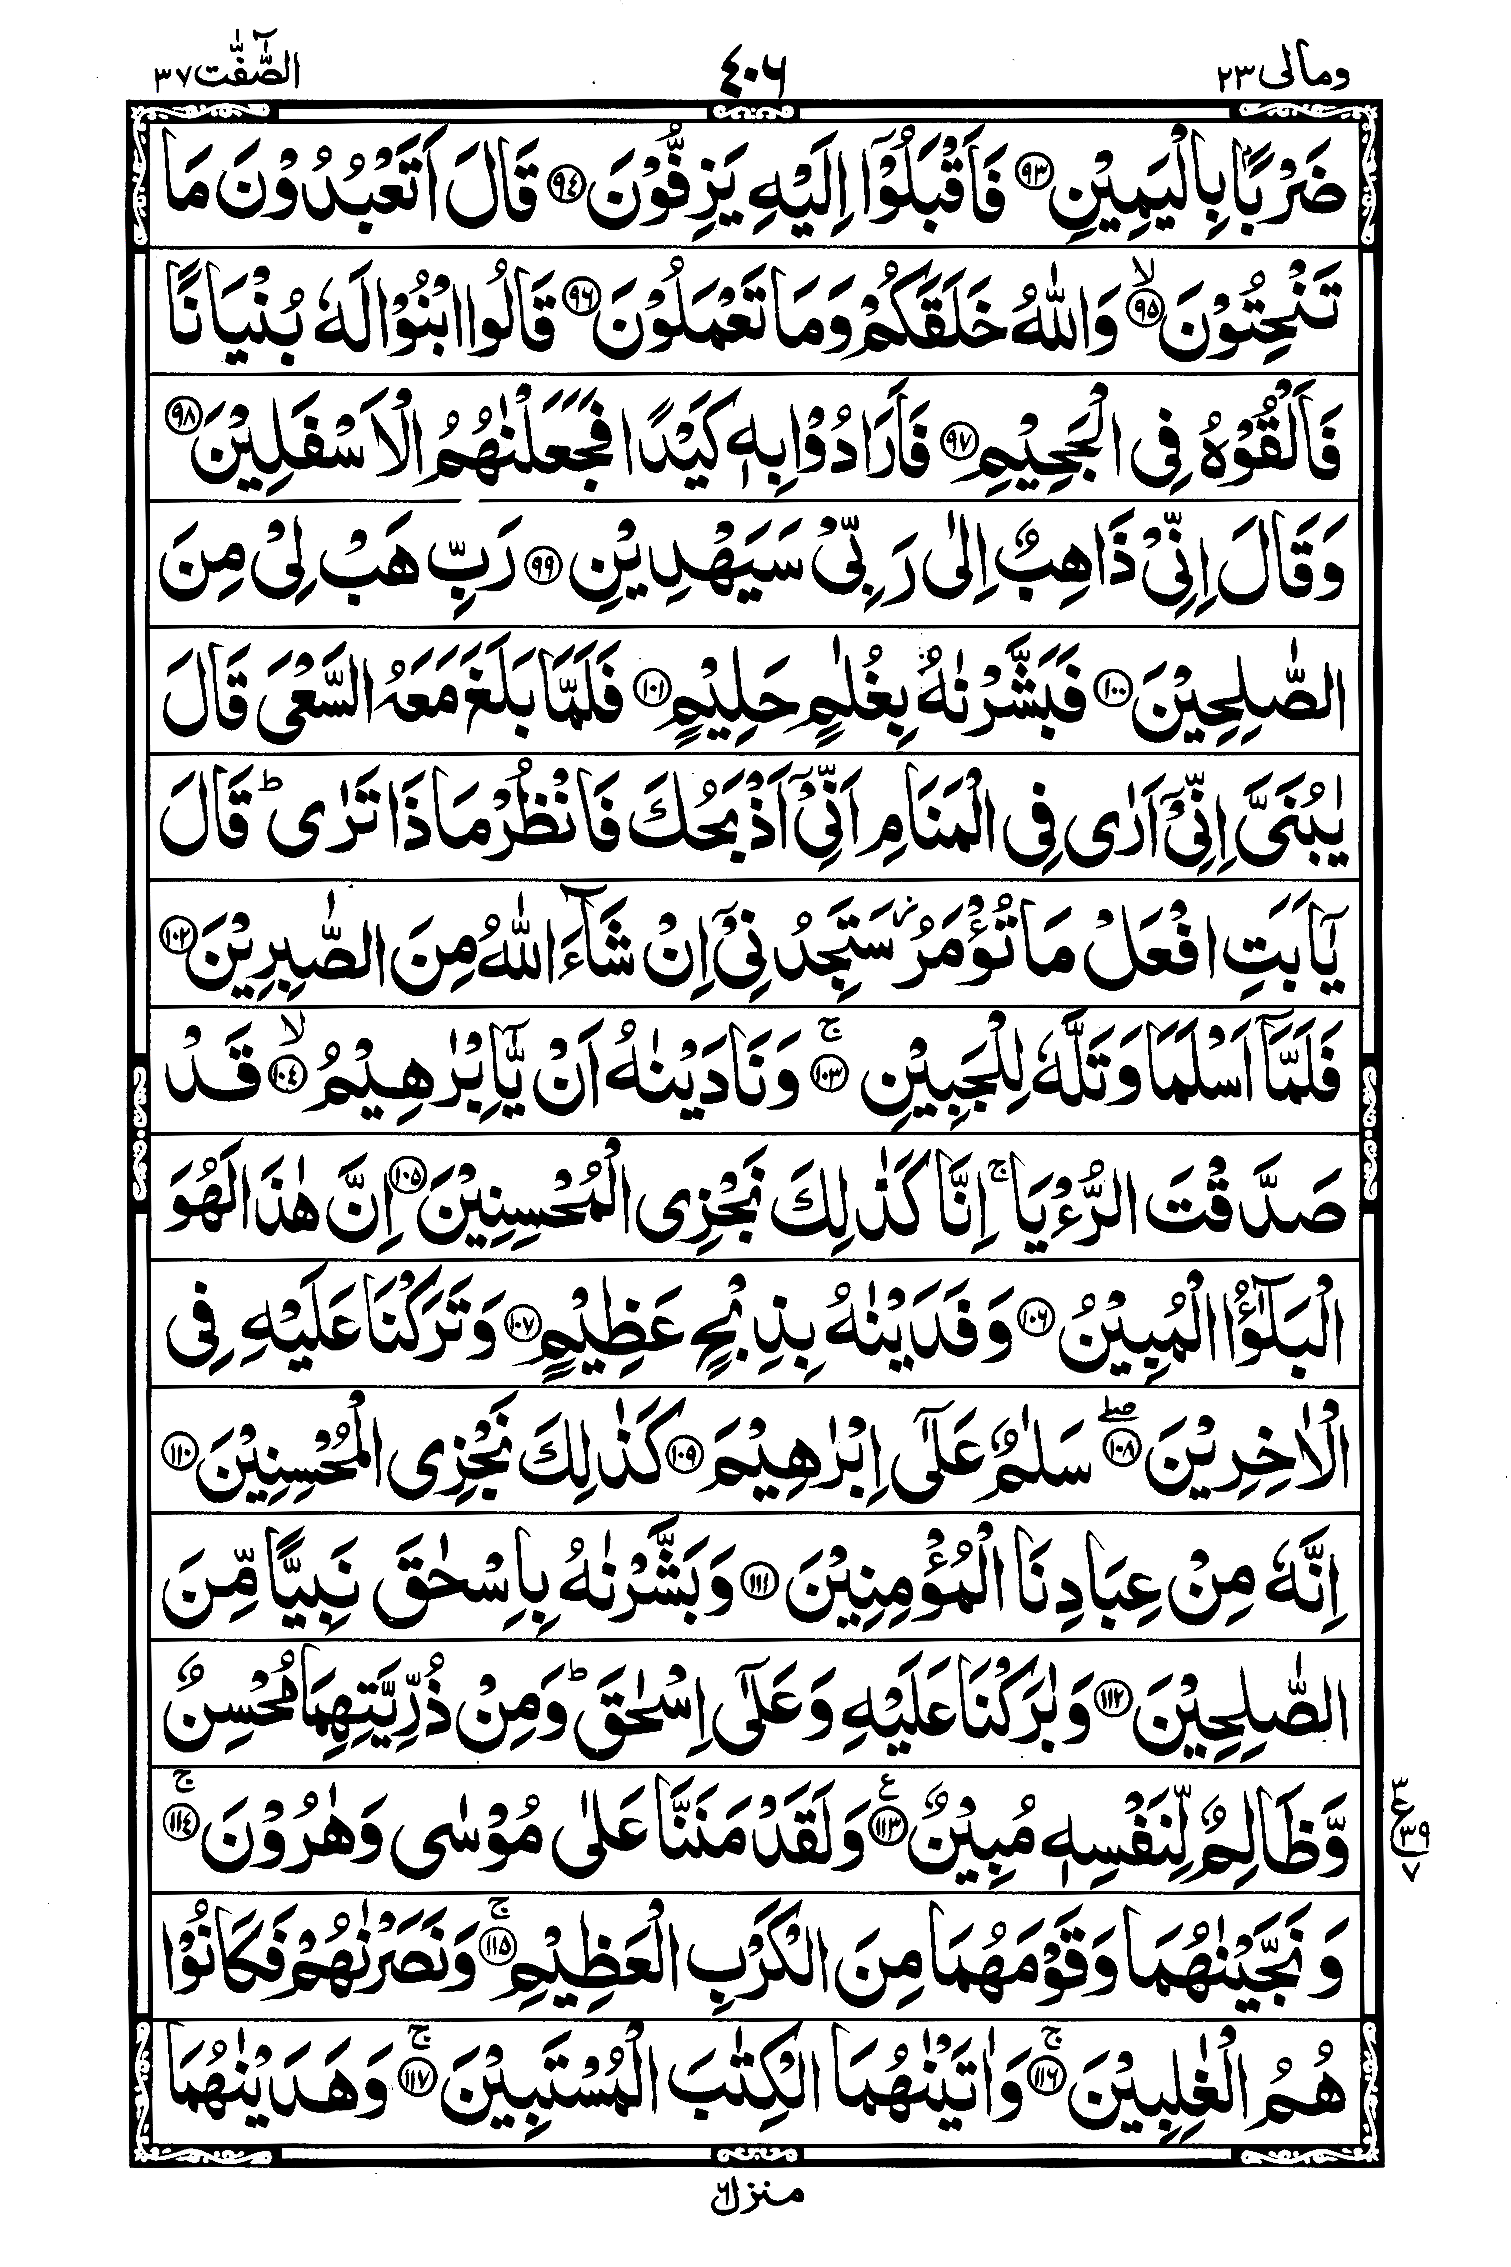 ومالی ٢٣ ٤٠٦ الصّٰٓفّٰت ٣٧
ضَرْبًۢا بِالْيَمِيْنِ ﴿٩٣﴾ فَاَقْبَلُوْۤا اِلَيْهِ يَزِفُّوْنَ ﴿٩٤﴾ قَالَ اَتَعْبُدُوْنَ مَا
تَنْحِتُوْنَ ﴿٩٥﴾ۙ وَاللّٰهُ خَلَقَكُمْ وَمَا تَعْمَلُوْنَ ﴿٩٦﴾ قَالُوا ابْنُوْا لَهٗ بُنْيَانًا
فَاَلْقُوْهُ فِى الْجَحِيْمِ ﴿٩٧﴾ فَاَرَادُوْا بِهٖ كَيْدًا فَجَعَلْنٰهُمُ الْاَسْفَلِيْنَ ﴿٩٨﴾
وَقَالَ اِنِّىْ ذَاهِبٌ اِلٰى رَبِّىْ سَيَهْدِيْنِ ﴿٩٩﴾ رَبِّ هَبْ لِىْ مِنَ
الصّٰلِحِيْنَ ﴿١٠٠﴾ فَبَشَّرْنٰهُ بِغُلٰمٍ حَلِيْمٍ ﴿١٠١﴾ فَلَمَّا بَلَغَ مَعَهُ السَّعْىَ قَالَ
يٰبُنَىَّ اِنِّىْۤ اَرٰى فِى الْمَنَامِ اَنِّىْۤ اَذْبَحُكَ فَانْظُرْ مَاذَا تَرٰى ؕ قَالَ
يٰۤاَبَتِ افْعَلْ مَا تُؤْمَرُ ز سَتَجِدُنِىْۤ اِنْ شَآءَ اللّٰهُ مِنَ الصّٰبِرِيْنَ ﴿١٠٢﴾
فَلَمَّاۤ اَسْلَمَا وَتَلَّهٗ لِلْجَبِيْنِ ﴿١٠٣﴾ۚ وَنَادَيْنٰهُ اَنْ يّٰۤاِبْرٰهِيْمُ ﴿١٠٤﴾ۙ قَدْ
صَدَّقْتَ الرُّءْيَا ۚ اِنَّا كَذٰلِكَ نَجْزِى الْمُحْسِنِيْنَ ﴿١٠٥﴾ اِنَّ هٰذَا لَهُوَ
الْبَلٰٓؤُا الْمُبِيْنُ ﴿١٠٦﴾ وَفَدَيْنٰهُ بِذِبْحٍ عَظِيْمٍ ﴿١٠٧﴾ وَتَرَكْنَا عَلَيْهِ فِى
الْاٰخِرِيْنَ ﴿١٠٨﴾ۖ سَلٰمٌ عَلٰٓى اِبْرٰهِيْمَ ﴿١٠٩﴾ كَذٰلِكَ نَجْزِى الْمُحْسِنِيْنَ ﴿١١٠﴾
اِنَّهٗ مِنْ عِبَادِنَا الْمُؤْمِنِيْنَ ﴿١١١﴾ وَبَشَّرْنٰهُ بِاِسْحٰقَ نَبِيًّا مِّنَ
الصّٰلِحِيْنَ ﴿١١٢﴾ وَبٰرَكْنَا عَلَيْهِ وَعَلٰٓى اِسْحٰقَ ؕ وَمِنْ ذُرِّيَّتِهِمَا مُحْسِنٌ
وَّظَالِمٌ لِّنَفْسِهٖ مُبِيْنٌ ﴿١١٣﴾ ع وَلَقَدْ مَنَنَّا عَلٰى مُوْسٰى وَهٰرُوْنَ ﴿١١٤﴾ۚ
٣ ع ٣٩ ٧
وَنَجَّيْنٰهُمَا وَقَوْمَهُمَا مِنَ الْكَرْبِ الْعَظِيْمِ ﴿١١٥﴾ۚ وَنَصَرْنٰهُمْ فَكَانُوْا
هُمُ الْغٰلِبِيْنَ ﴿١١٦﴾ۚ وَاٰتَيْنٰهُمَا الْكِتٰبَ الْمُسْتَبِيْنَ ﴿١١٧﴾ۚ وَهَدَيْنٰهُمَا
منزل ٦